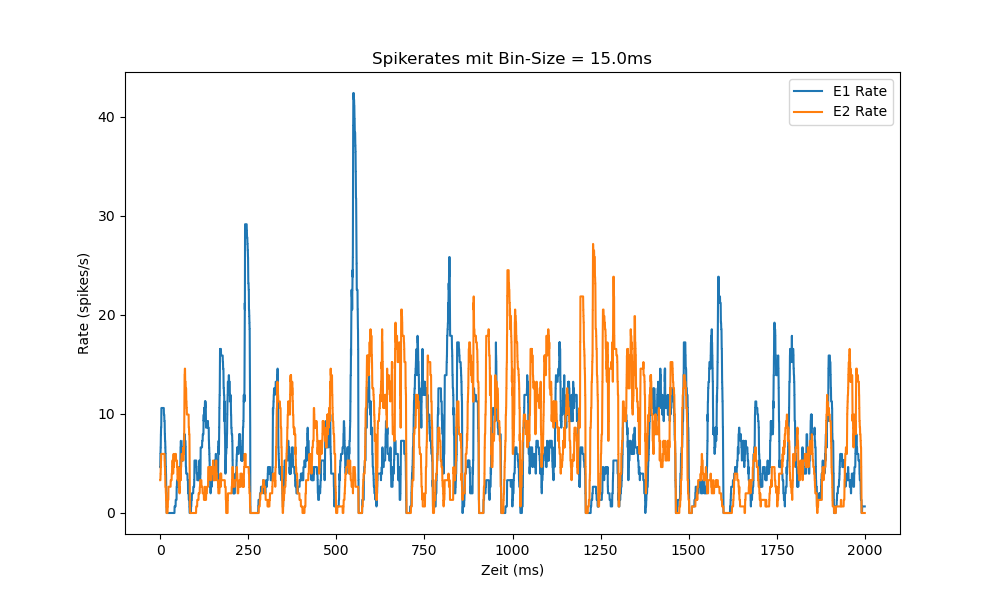 Spikerates mit Bin-Size = 15.0ms
E1 Rate
E2 Rate
40
30
20
10
0
Rate (spikes/s)
0 250 500 750 1000 1250 1500 1750 2000
Zeit (ms)